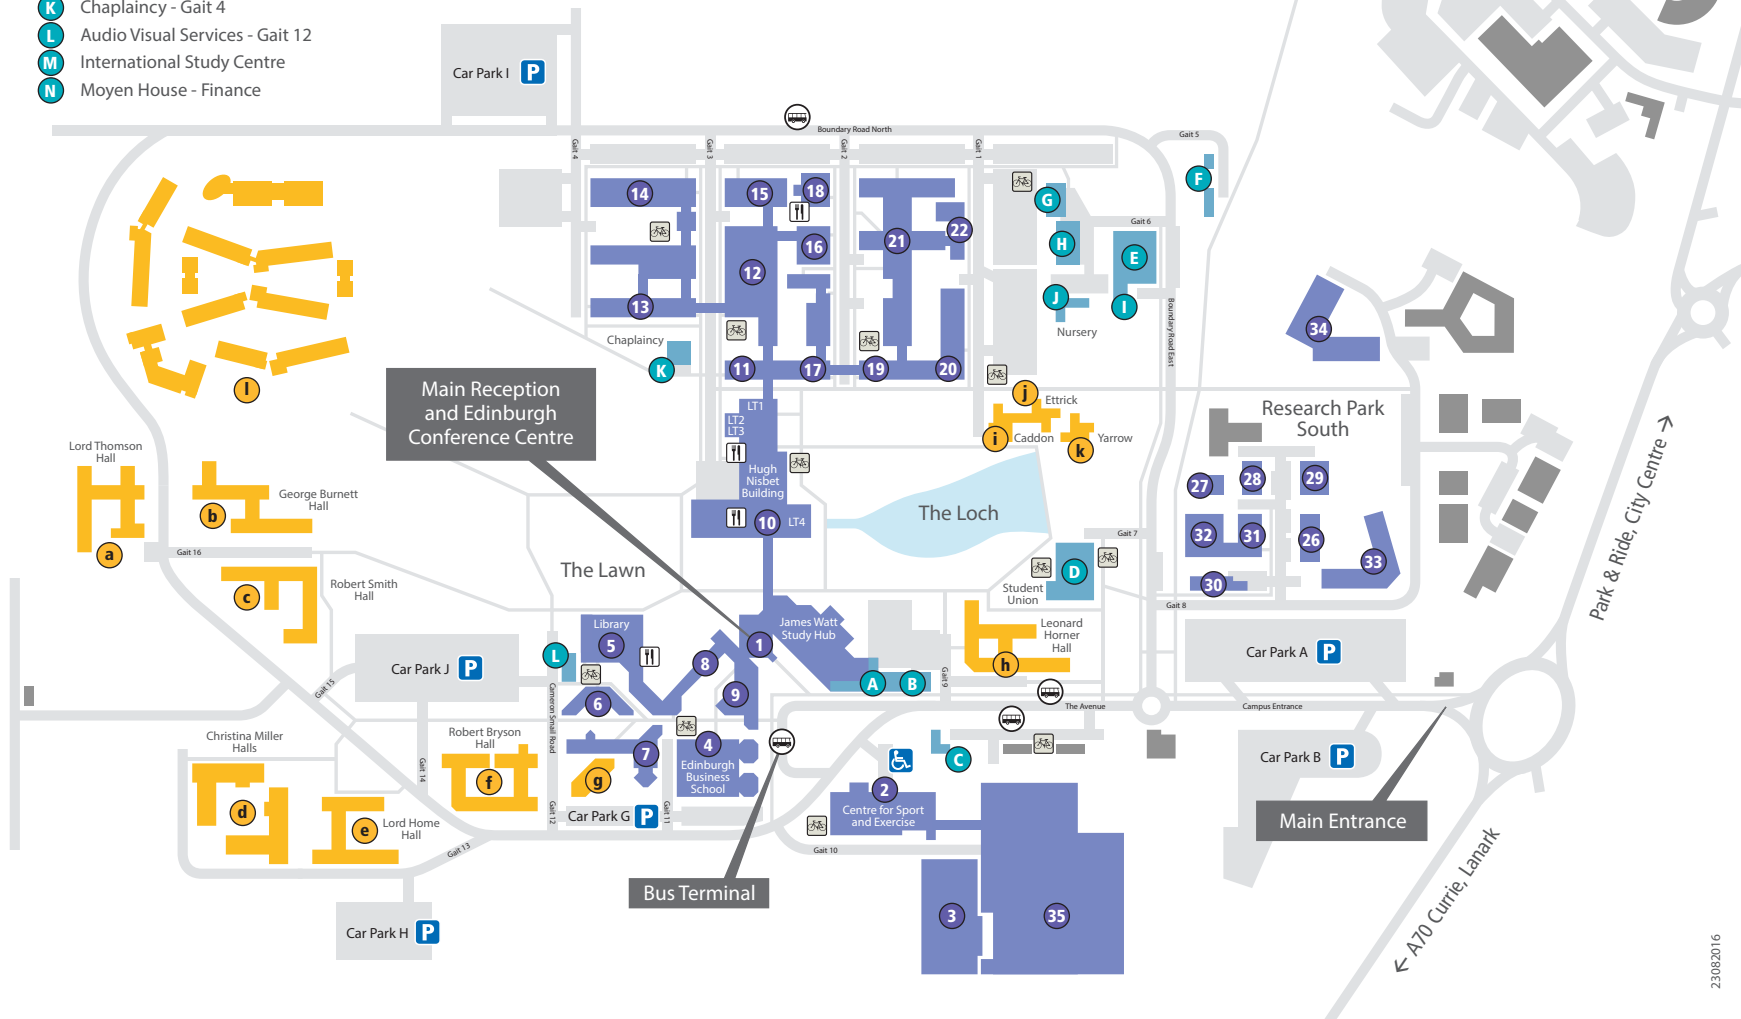 K Chaplaincy - Gait 4
L Audio Visual Services - Gait 12
M International Study Centre
N Moyen House - Finance
Car Park I P
Boundary Road North
Gait 5
Gait 4
Gait 3
Gait 2
Gait 1
F
14
15
18
G
Gait 6
21
22
H
16
E
12
13
J
I
Nursery
Boundary Road East
34
Chaplaincy
K
11
17
19
20
l
Main Reception
and Edinburgh
Conference Centre
LT1
LT2
LT3
j
Ettrick
i
Caddon
k
Yarrow
Research Park
South
Park & Ride, City Centre
Lord Thomson
Hall
a
George Burnett
Hall
b
Hugh
Nisbet
Building
10
LT4
The Loch
27
28
29
32
31
26
33
30
Gait 7
Gait 8
Gait 16
c
Robert Smith
Hall
The Lawn
Student
Union
D
Library
5
James Watt
Study Hub
1
Leonard
Horner
Hall
h
Car Park J P
L
8
9
6
A
B
Gait 9
Car Park A P
Gait 15
Cameron Smail Road
The Avenue
Campus Entrance
Christina Miller
Halls
Robert Bryson
Hall
f
7
4
Edinburgh
Business
School
g
C
Car Park B P
Gait 14
d
e
Lord Home
Hall
Gait 12
Car Park G P
Gait 11
2
Centre for Sport
and Exercise
Main Entrance
Gait 13
Gait 10
Bus Terminal
3
35
Car Park H P
A70 Currie, Lanark
23082016